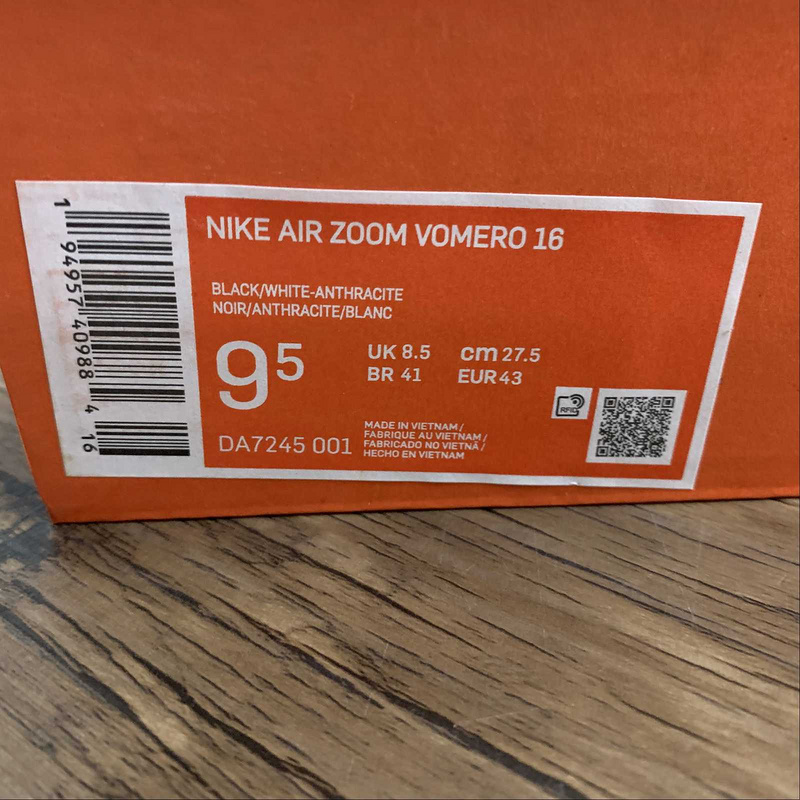 NIKE AIR ZOOM VOMERO 16
BLACK/WHITE-ANTHRACITE
NOIR/ANTHRACITE/BLANC
9 5
UK 8.5 cm 27.5
BR 41 EUR 43
DA7245 001
MADE IN VIETNAM/
FABRIQUE AU VIETNAM/
FABRICADO NO VIETNÃ/
HECHO EN VIETNAM
RFID
1 94957 40988 4
16